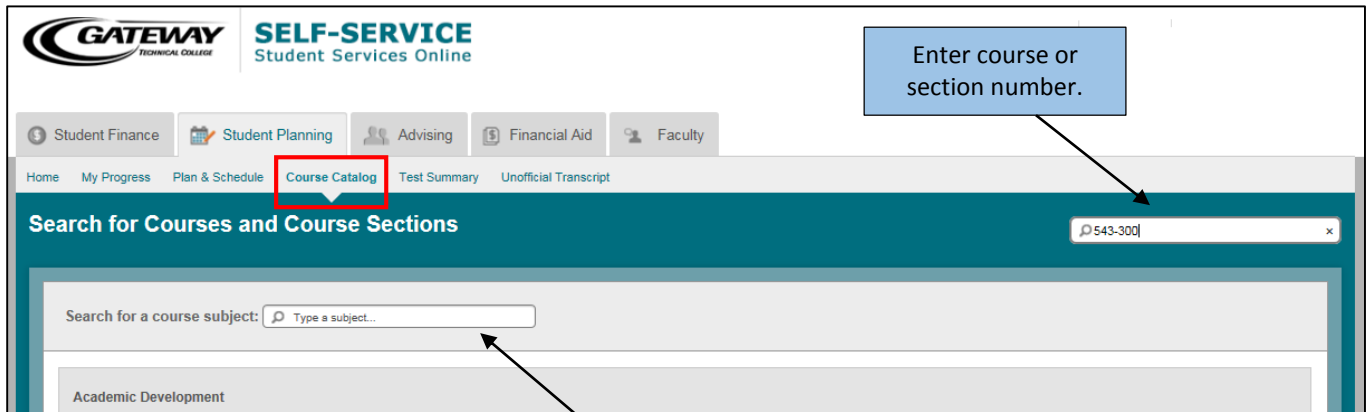 GATEWAY
TECHNICAL COLLEGE
SELF-SERVICE
Student Services Online
Enter course or
section number.
Student Finance Student Planning Advising Financial Aid Faculty
Home My Progress Plan & Schedule Course Catalog Test Summary Unofficial Transcript
Search for Courses and Course Sections
543-300 ×
Search for a course subject: Type a subject...
Academic Development